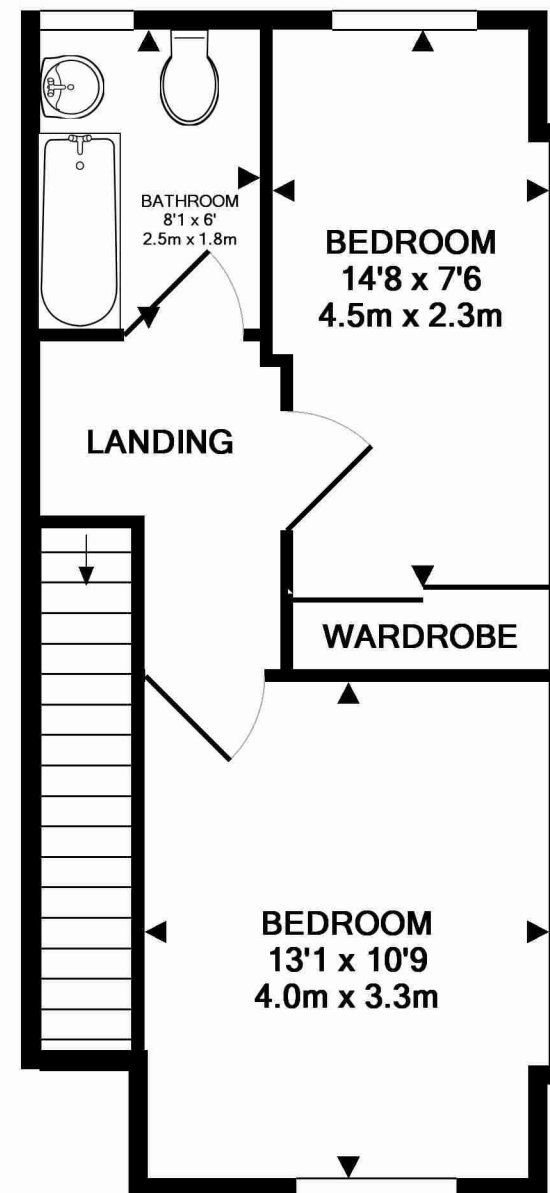 BATHROOM
8'1 x 6'
2.5m x 1.8m
BEDROOM
14'8 x 7'6
4.5m x 2.3m
LANDING
WARDROBE
BEDROOM
13'1 x 10'9
4.0m x 3.3m